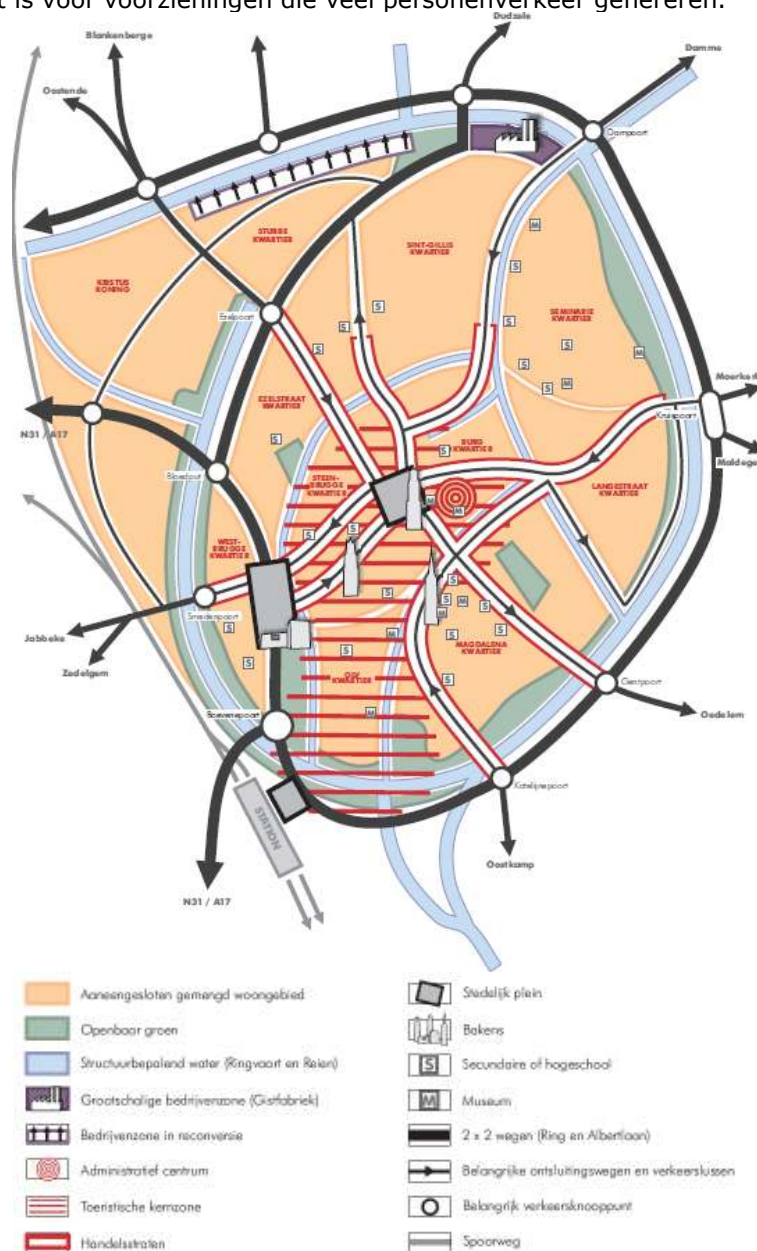 t is voor voorzieningen die veel personenverkeer genereren.
Dudzele
Blankenberge
Damme
Oostende
Dampoort
STUBBE
KWARTIER
SINT-GILLIS
KWARTIER
M
S
KRISTUS
KONING
SEMINARIE
KWARTIER
Ezelpoort
S
S
S
S
S
M
S
M
S
EZELSTRAAT
KWARTIER
Moerkerke
N31 / A17
Kruispoort
S
BURG
KWARTIER
S
Maldegem
Bloedput
STEEN-
BRUGGE
KWARTIER
M
M
LANGESTRAAT
KWARTIER
S
S
WEST-
BRUGGE
KWARTIER
Smedenpoort
S
S
S
M
S
M
Jabbeke
S
M
S
S
S
S
MAGDALENA
KWARTIER
Zedelgem
OLV
KWARTIER
S
Gentpoort
Boeveriepoort
M
Oedelem
Katelijnepoort
STATION
Oostkamp
N31 / A17
Aaneengesloten gemengd woongebied
Openbaar groen
Structuurbepalend water (Ringvaart en Reien)
Grootschalige bedrijvenzone (Gistfabriek)
Bedrijvenzone in reconversie
Administratief centrum
Toeristische kernzone
Handelsstraten
Stedelijk plein
Bakens
S Secundaire of hogeschool
M Museum
2 x 2 wegen (Ring en Albertlaan)
Belangrijke ontsluitingswegen en verkeerslussen
Belangrijk verkeersknooppunt
Spoorweg